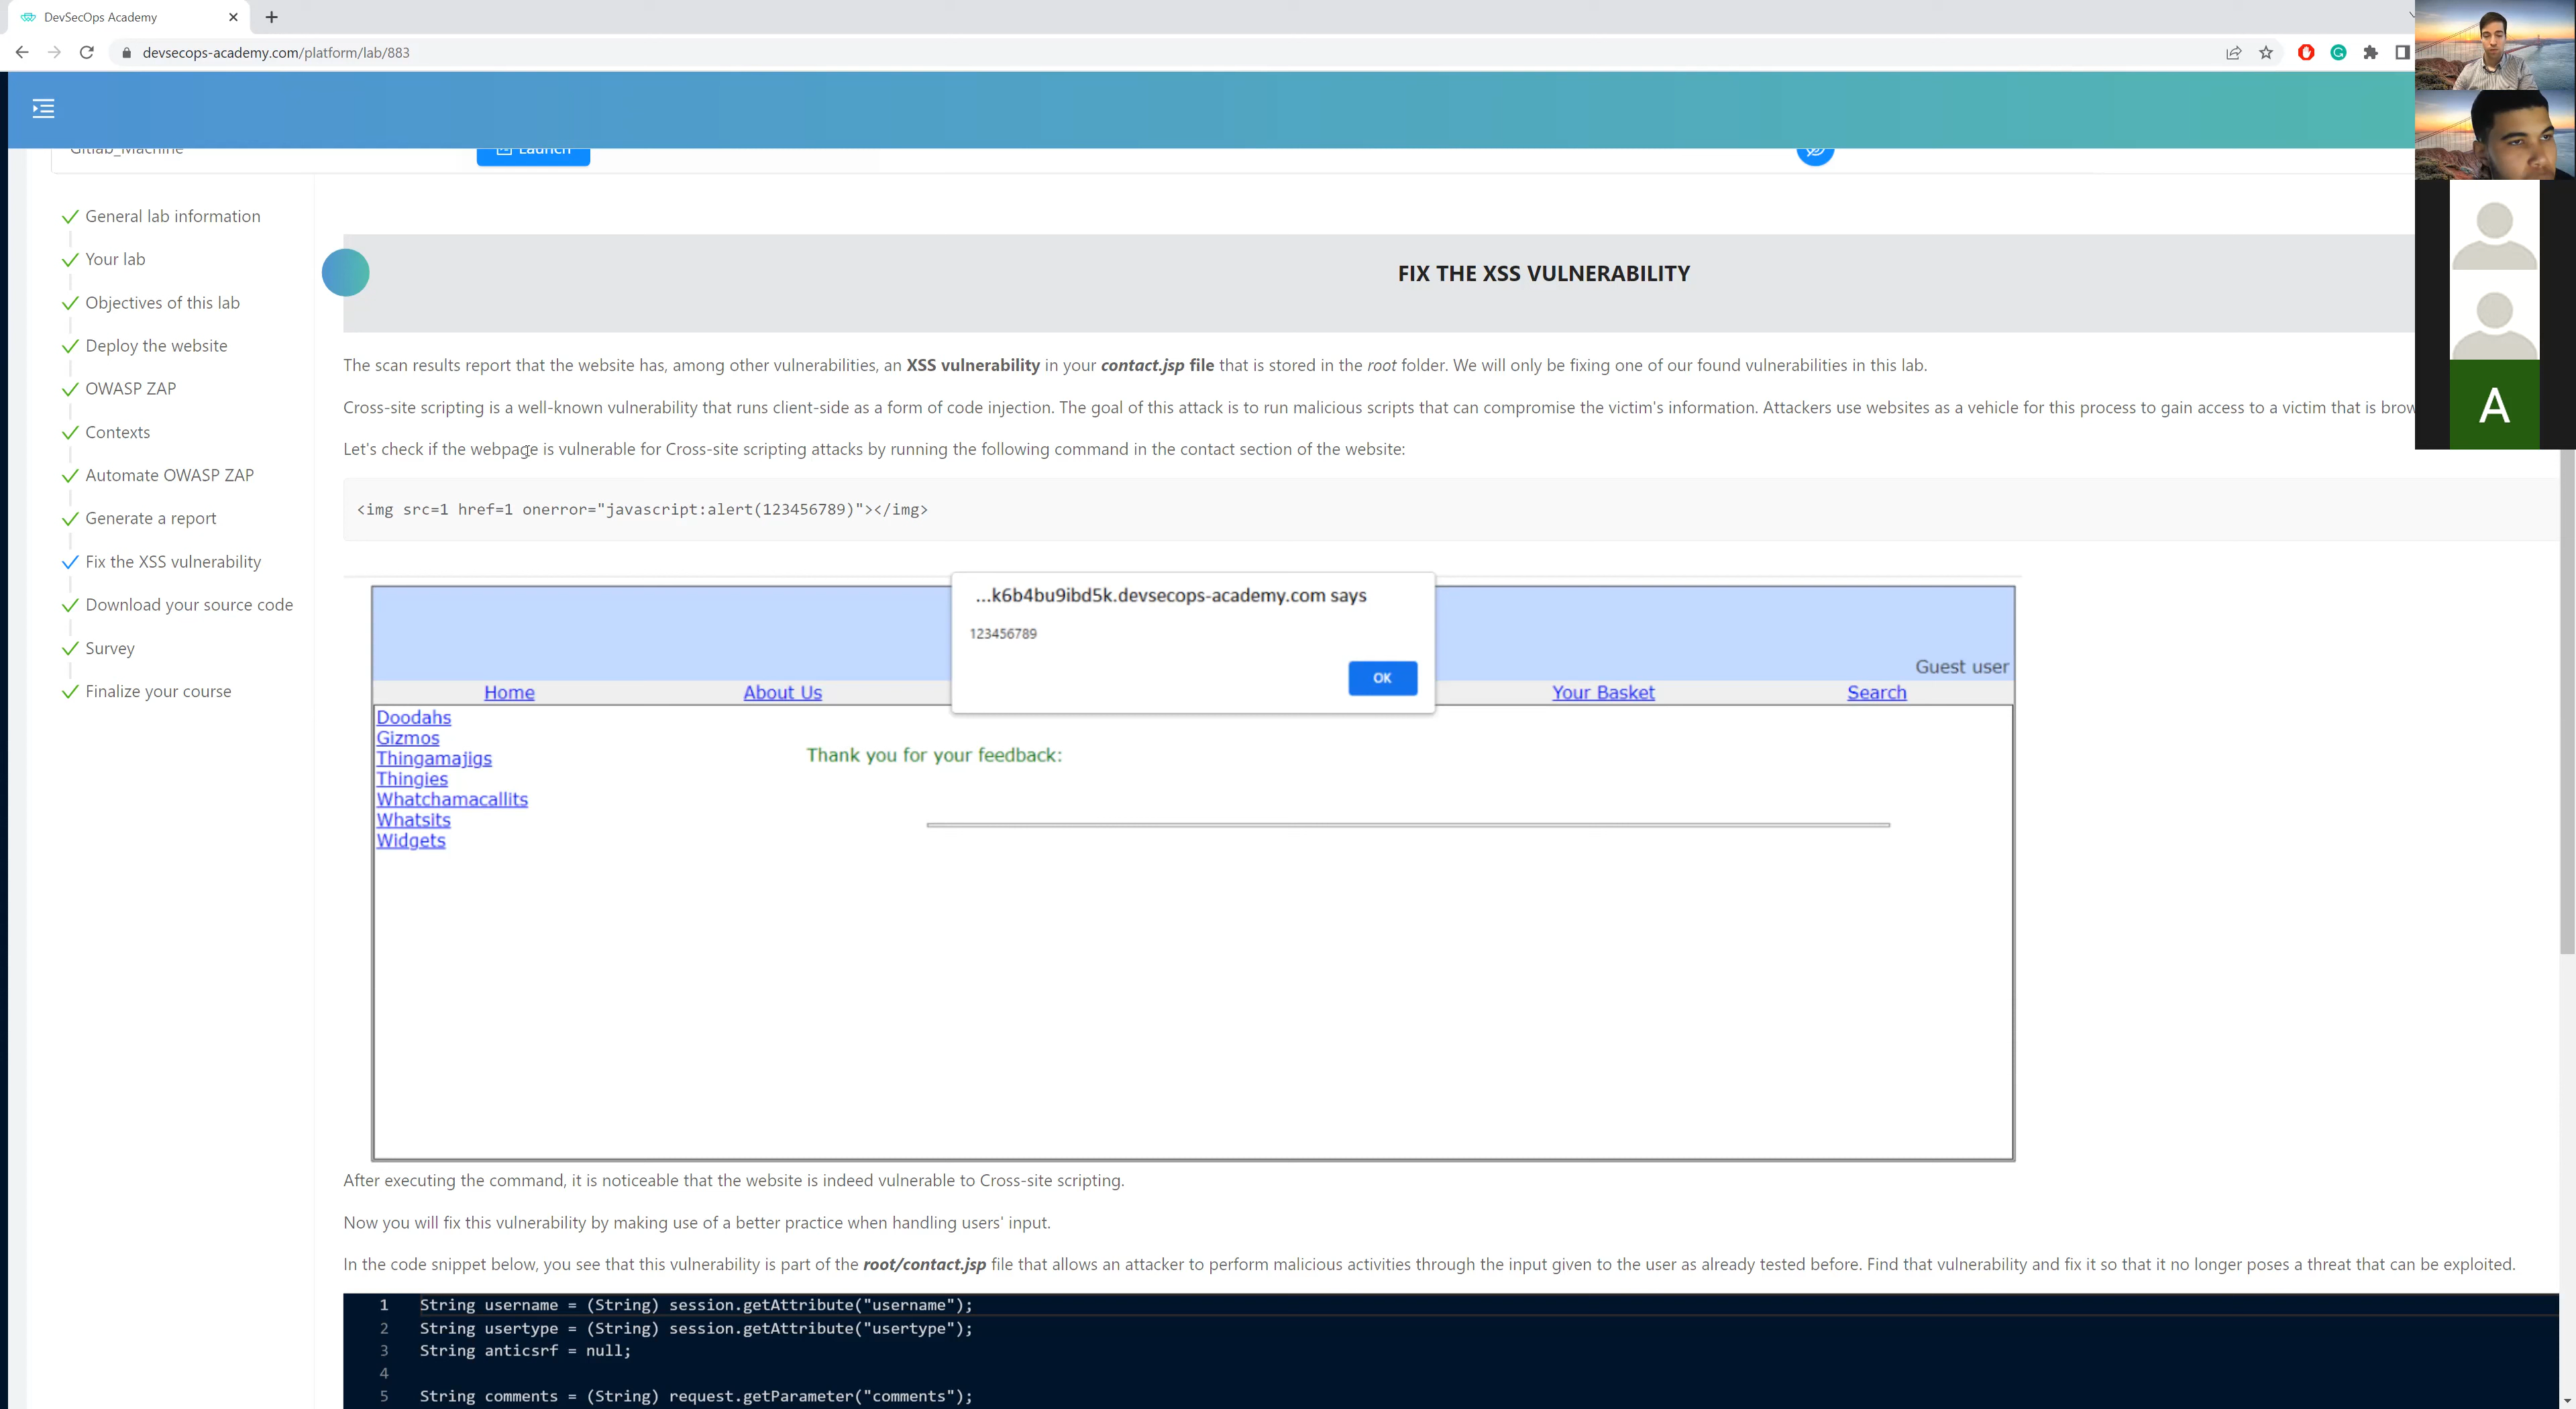 DevSecOps Academy
devsecops-academy.com/platform/lab/883
Gitlab_Machine
Launch
General lab information
Your lab
Objectives of this lab
Deploy the website
OWASP ZAP
Contexts
Automate OWASP ZAP
Generate a report
Fix the XSS vulnerability
Download your source code
Survey
Finalize your course
FIX THE XSS VULNERABILITY
The scan results report that the website has, among other vulnerabilities, an XSS vulnerability in your contact.jsp file that is stored in the root folder. We will only be fixing one of our found vulnerabilities in this lab.
Cross-site scripting is a well-known vulnerability that runs client-side as a form of code injection. The goal of this attack is to run malicious scripts that can compromise the victim's information. Attackers use websites as a vehicle for this process to gain access to a victim that is brow
Let's check if the webpage is vulnerable for Cross-site scripting attacks by running the following command in the contact section of the website:
<img src=1 href=1 onerror="javascript:alert(123456789)"></img>
...k6b4bu9ibd5k.devsecops-academy.com says
123456789
OK
Guest user
Home About Us Your Basket Search
Doodahs
Gizmos
Thingamajigs
Thingies
Whatchamacallits
Whatsits
Widgets
Thank you for your feedback:
After executing the command, it is noticeable that the website is indeed vulnerable to Cross-site scripting.
Now you will fix this vulnerability by making use of a better practice when handling users' input.
In the code snippet below, you see that this vulnerability is part of the root/contact.jsp file that allows an attacker to perform malicious activities through the input given to the user as already tested before. Find that vulnerability and fix it so that it no longer poses a threat that can be exploited.
1 String username = (String) session.getAttribute("username");
2 String usertype = (String) session.getAttribute("usertype");
3 String anticsrf = null;
4
5 String comments = (String) request.getParameter("comments");
A